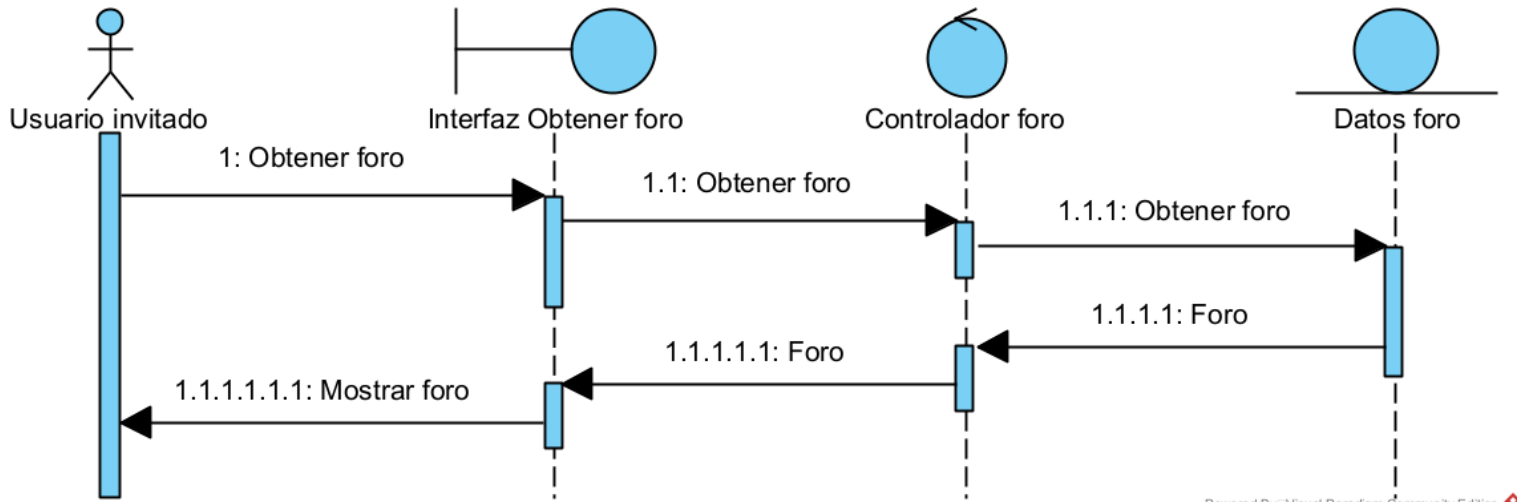 Usuario invitado
Interfaz Obtener foro
Controlador foro
Datos foro
1: Obtener foro
1.1: Obtener foro
1.1.1: Obtener foro
1.1.1.1: Foro
1.1.1.1.1: Foro
1.1.1.1.1.1: Mostrar foro